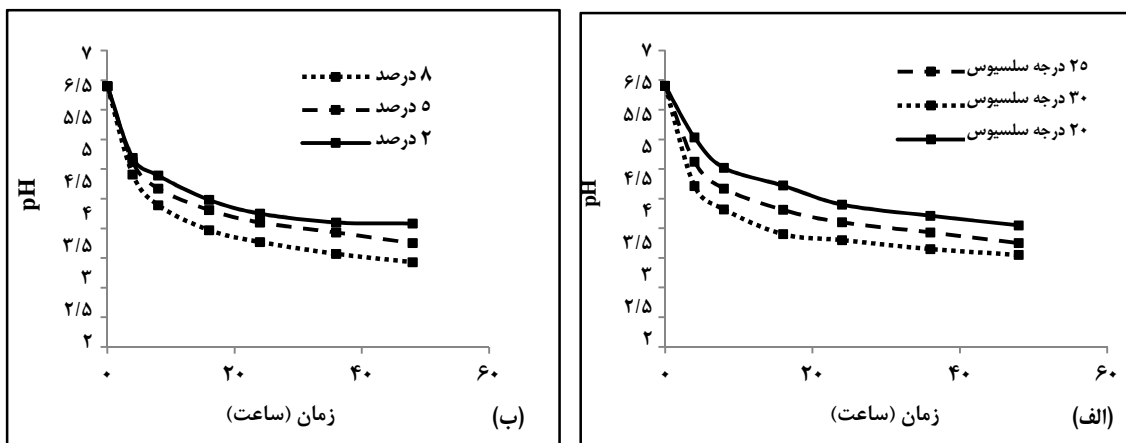 ۷
۶/۵
۵/۵
۵
۴/۵
۴
۳/۵
۳
۲/۵
۲
pH
۲۵ درجه سلسیوس
۳۰ درجه سلسیوس
۲۰ درجه سلسیوس
۰ ۲۰ ۴۰ ۶۰
زمان (ساعت)
(الف)
۷
۶/۵
۵/۵
۵
۴/۵
۴
۳/۵
۳
۲/۵
۲
pH
۸ درصد
۵ درصد
۲ درصد
۰ ۲۰ ۴۰ ۶۰
زمان (ساعت)
(ب)